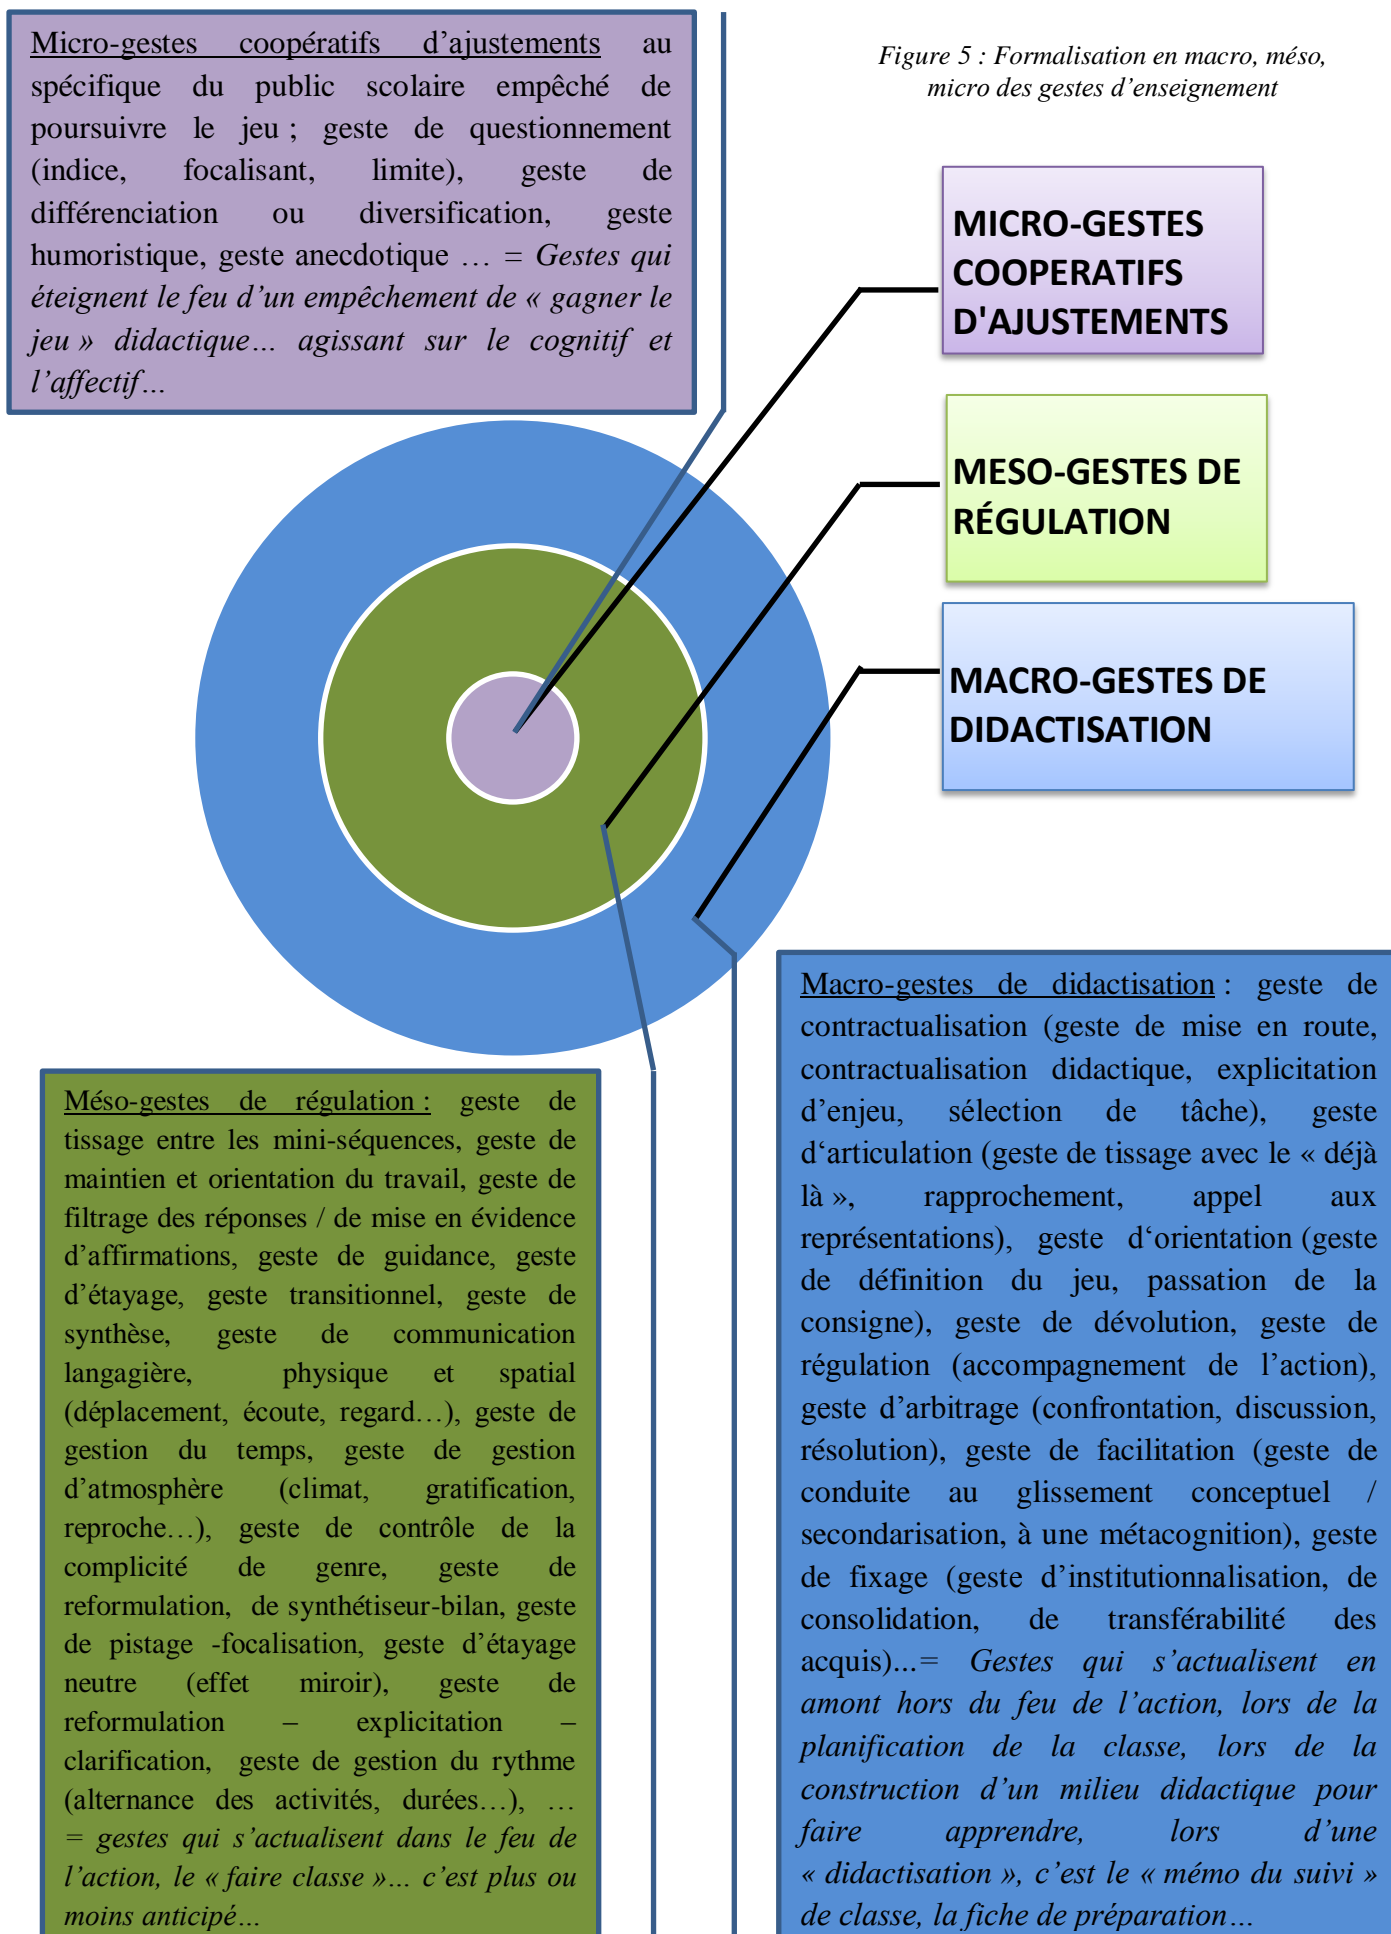 Micro-gestes coopératifs d’ajustements au
spécifique du public scolaire empêché de
poursuivre le jeu ; geste de questionnement
(indice, focalisant, limite), geste de
différenciation ou diversification, geste
humoristique, geste anecdotique … = Gestes qui
éteignent le feu d’un empêchement de « gagner le
jeu » didactique… agissant sur le cognitif et
l’affectif…
Figure 5 : Formalisation en macro, méso,
micro des gestes d’enseignement
MICRO-GESTES
COOPERATIFS
D'AJUSTEMENTS
MESO-GESTES DE
RÉGULATION
MACRO-GESTES DE
DIDACTISATION
Méso-gestes de régulation : geste de
tissage entre les mini-séquences, geste de
maintien et orientation du travail, geste de
filtrage des réponses / de mise en évidence
d’affirmations, geste de guidance, geste
d’étayage, geste transitionnel, geste de
synthèse, geste de communication
langagière, physique et spatial
(déplacement, écoute, regard…), geste de
gestion du temps, geste de gestion
d’atmosphère (climat, gratification,
reproche…), geste de contrôle de la
complicité de genre, geste de
reformulation, de synthétiseur-bilan, geste
de pistage -focalisation, geste d’étayage
neutre (effet miroir), geste de
reformulation – explicitation –
clarification, geste de gestion du rythme
(alternance des activités, durées…), …
= gestes qui s’actualisent dans le feu de
l’action, le « faire classe »… c’est plus ou
moins anticipé…
Macro-gestes de didactisation : geste de
contractualisation (geste de mise en route,
contractualisation didactique, explicitation
d’enjeu, sélection de tâche), geste
d‘articulation (geste de tissage avec le « déjà
là », rapprochement, appel aux
représentations), geste d‘orientation (geste
de définition du jeu, passation de la
consigne), geste de dévolution, geste de
régulation (accompagnement de l’action),
geste d’arbitrage (confrontation, discussion,
résolution), geste de facilitation (geste de
conduite au glissement conceptuel /
secondarisation, à une métacognition), geste
de fixage (geste d’institutionnalisation, de
consolidation, de transférabilité des
acquis)...= Gestes qui s’actualisent en
amont hors du feu de l’action, lors de la
planification de la classe, lors de la
construction d’un milieu didactique pour
faire apprendre, lors d’une
« didactisation », c’est le « mémo du suivi »
de classe, la fiche de préparation…